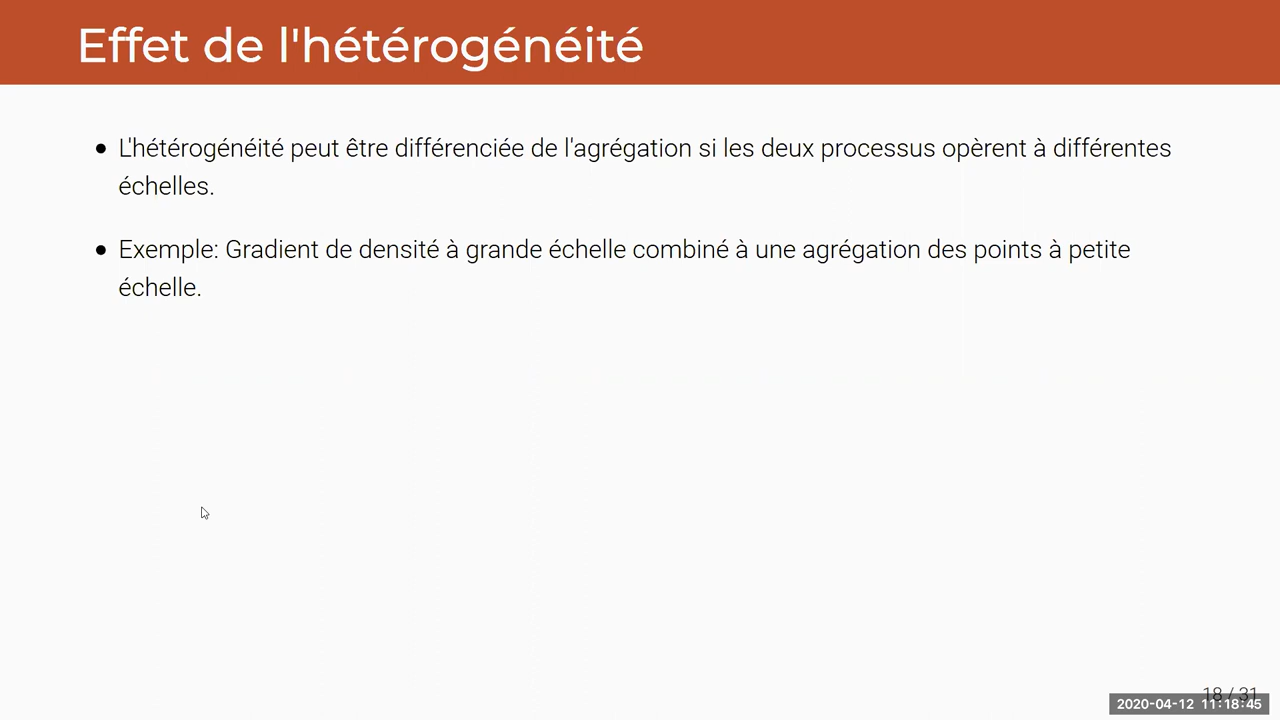 Effet de l'hétérogénéité
● L'hétérogénéité peut être différenciée de l'agrégation si les deux processus opèrent à différentes
échelles.
● Exemple: Gradient de densité à grande échelle combiné à une agrégation des points à petite
échelle.
18 / 31
2020-04-12 11:18:45